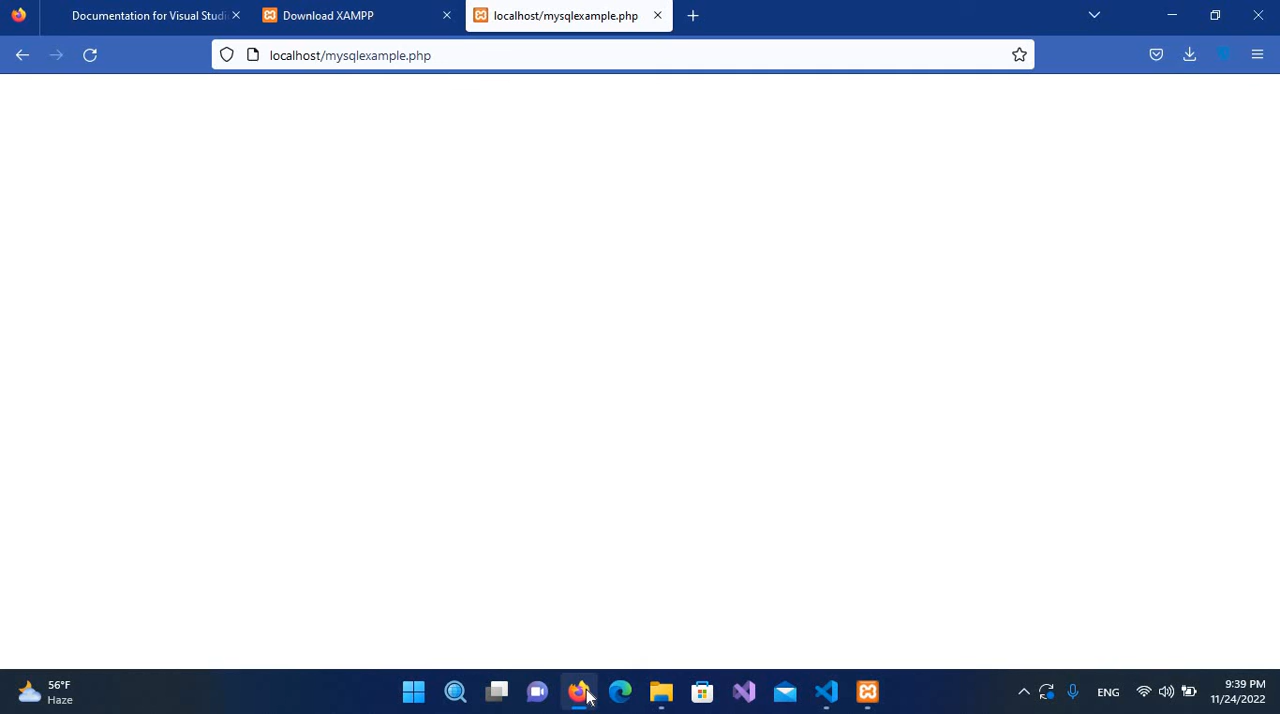 Documentation for Visual Studi
Download XAMPP
localhost/mysqlexample.php
localhost/mysqlexample.php
56°F
Haze
ENG
9:39 PM
11/24/2022